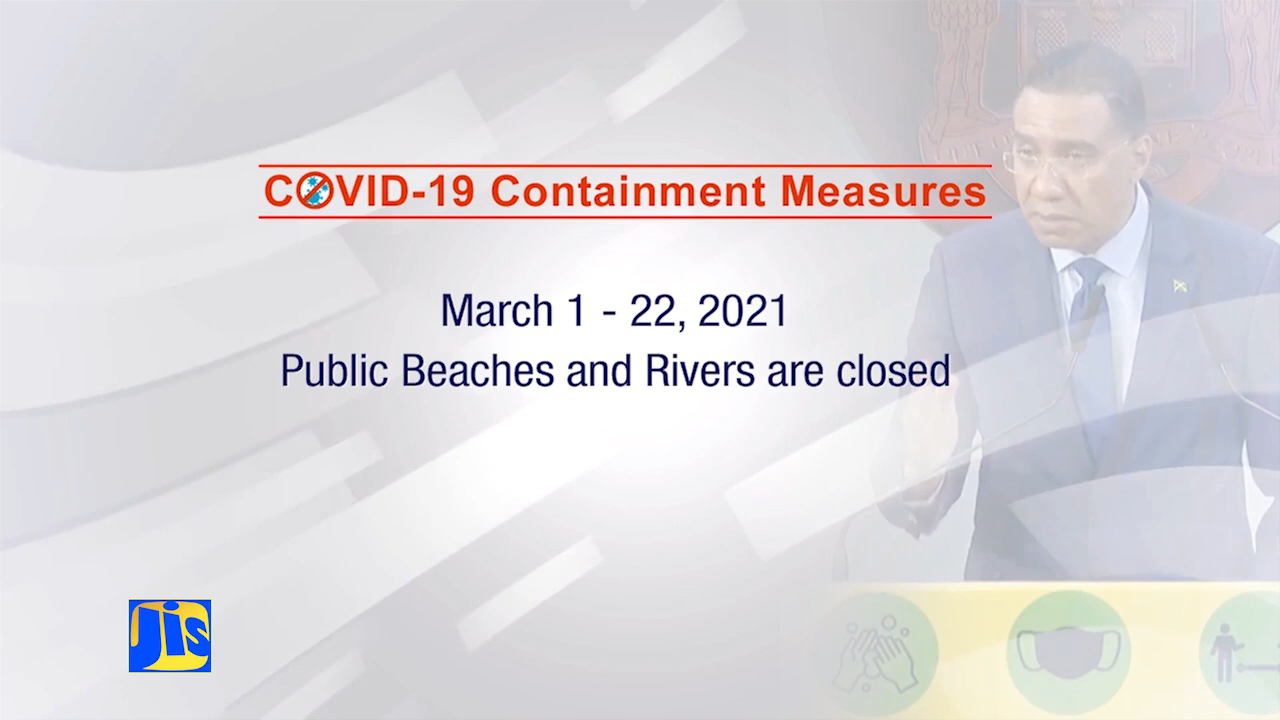 COVID-19 Containment Measures
March 1 - 22, 2021
Public Beaches and Rivers are closed
jis